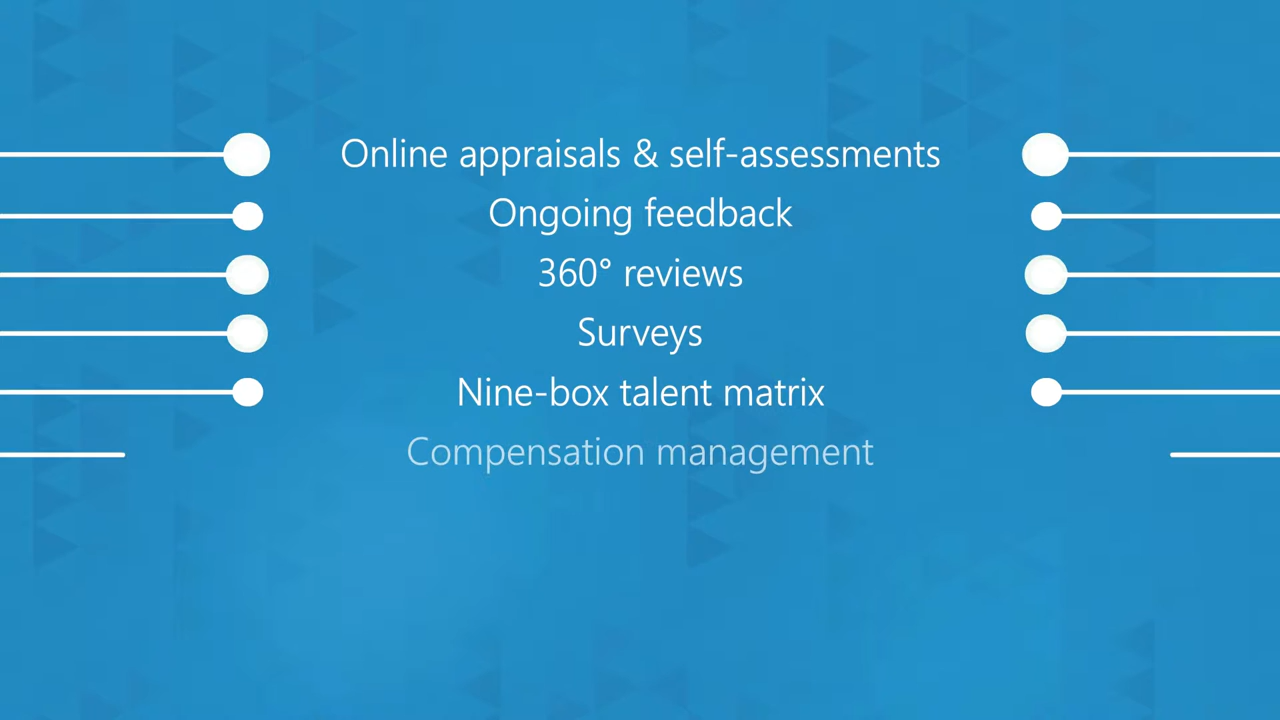 Online appraisals & self-assessments
Ongoing feedback
360° reviews
Surveys
Nine-box talent matrix
Compensation management